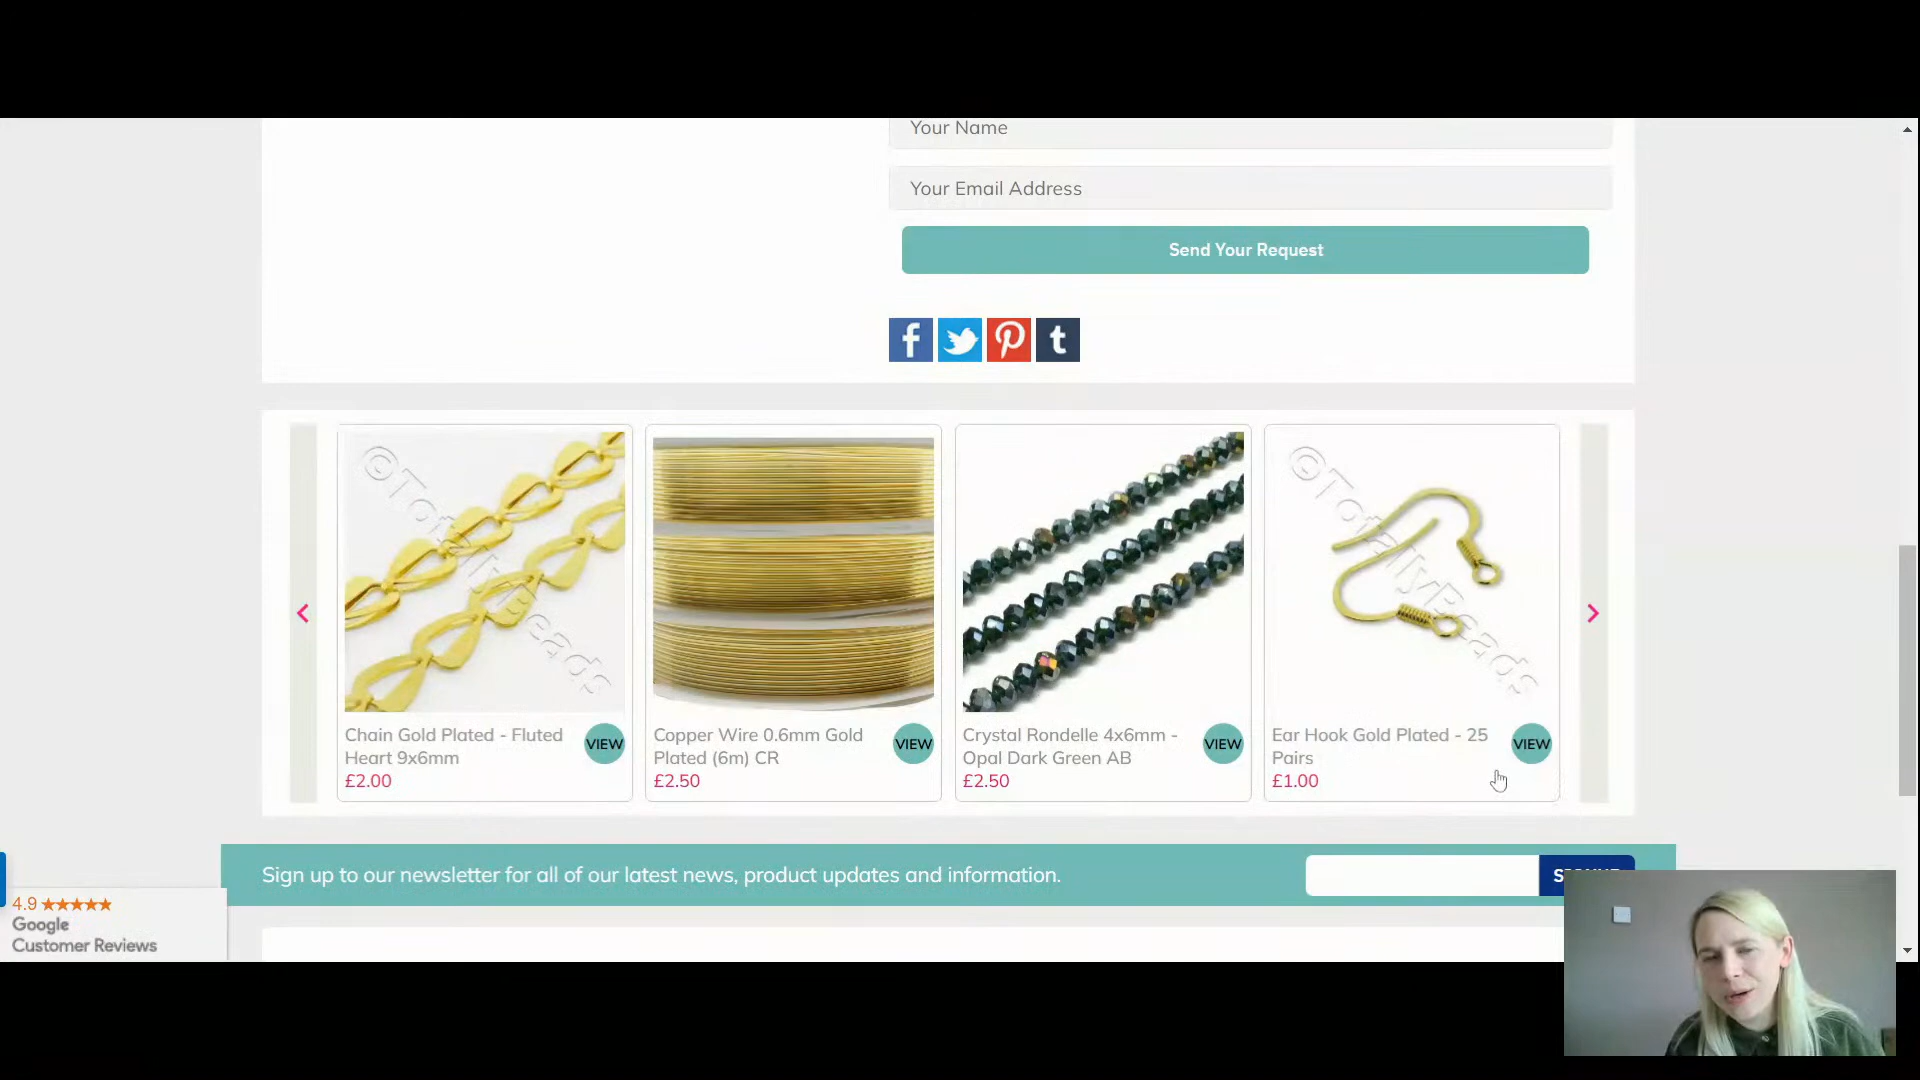 Your Name
Your Email Address
Send Your Request
f
p
t
©TotallyBeads
©TotallyBeads
Chain Gold Plated - Fluted
Heart 9x6mm
£2.00
VIEW
Copper Wire 0.6mm Gold
Plated (6m) CR
£2.50
VIEW
Crystal Rondelle 4x6mm -
Opal Dark Green AB
£2.50
VIEW
Ear Hook Gold Plated - 25
Pairs
£1.00
VIEW
Sign up to our newsletter for all of our latest news, product updates and information.
4.9 ★★★★★
Google
Customer Reviews